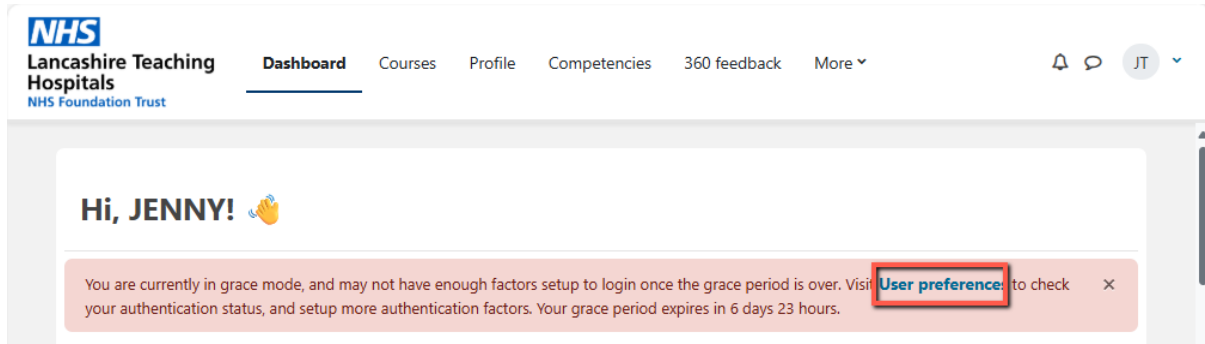 NHS
Lancashire Teaching
Hospitals
NHS Foundation Trust
Dashboard Courses Profile Competencies 360 feedback More
JT
Hi, JENNY! 👋
You are currently in grace mode, and may not have enough factors setup to login once the grace period is over. Visit User preferences to check
your authentication status, and setup more authentication factors. Your grace period expires in 6 days 23 hours.